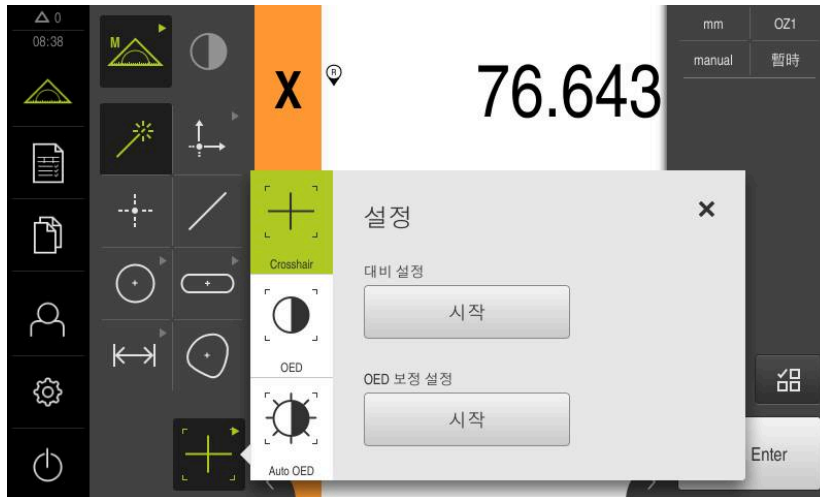 0
08:38
M
X
R
76.643
mm
OZ1
manual
暫時
Crosshair
OED
Auto OED
설정
대비 설정
시작
OED 보정 설정
시작
Enter